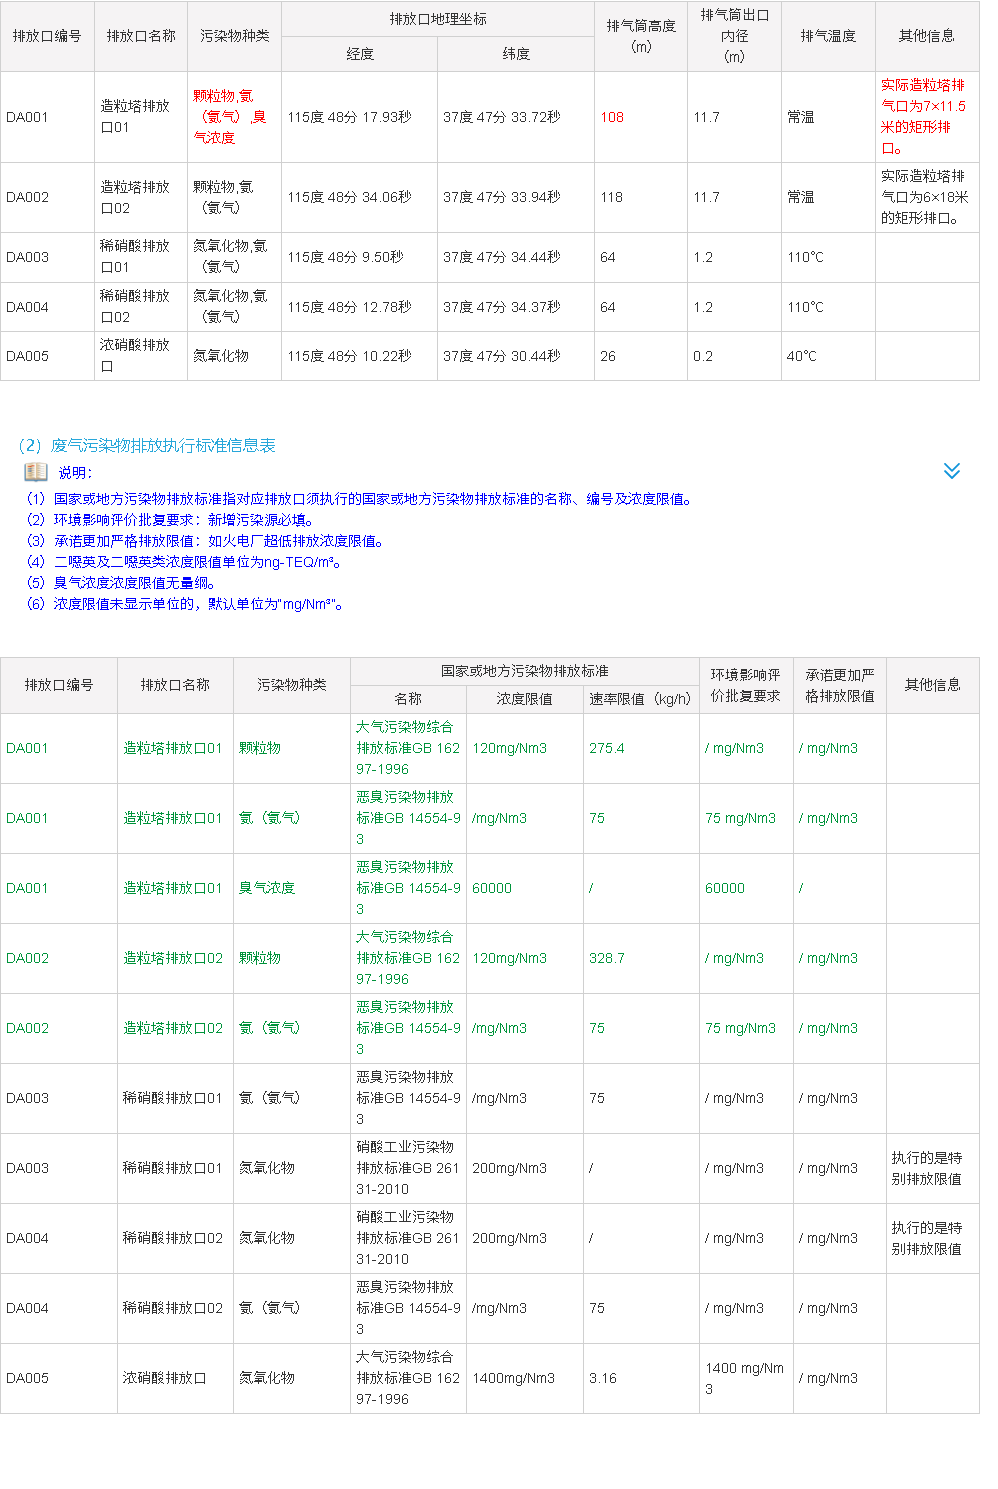 排放口编号 排放口名称 污染物种类 排放口地理坐标 排气筒高度（m） 排气筒出口内径（m） 排气温度 其他信息
经度 纬度
DA001 造粒塔排放口01 颗粒物,氨（氨气）,臭气浓度 115度 48分 17.93秒 37度 47分 33.72秒 108 11.7 常温 实际造粒塔排气口为7×11.5米的矩形排口。
DA002 造粒塔排放口02 颗粒物,氨（氨气） 115度 48分 34.06秒 37度 47分 33.94秒 118 11.7 常温 实际造粒塔排气口为6×18米的矩形排口。
DA003 稀硝酸排放口01 氮氧化物,氨（氨气） 115度 48分 9.50秒 37度 47分 34.44秒 64 1.2 110℃
DA004 稀硝酸排放口02 氮氧化物,氨（氨气） 115度 48分 12.78秒 37度 47分 34.37秒 64 1.2 110℃
DA005 浓硝酸排放口 氮氧化物 115度 48分 10.22秒 37度 47分 30.44秒 26 0.2 40℃
（2）废气污染物排放执行标准信息表
说明：
（1）国家或地方污染物排放标准指对应排放口须执行的国家或地方污染物排放标准的名称、编号及浓度限值。
（2）环境影响评价批复要求：新增污染源必填。
（3）承诺更加严格排放限值：如火电厂超低排放浓度限值。
（4）二噁英及二噁英类浓度限值单位为ng-TEQ/m³。
（5）臭气浓度浓度限值无量纲。
（6）浓度限值未显示单位的，默认单位为"mg/Nm³"。
排放口编号 排放口名称 污染物种类 国家或地方污染物排放标准 环境影响评价批复要求 承诺更加严格排放限值 其他信息
名称 浓度限值 速率限值（kg/h）
DA001 造粒塔排放口01 颗粒物 大气污染物综合排放标准GB 16297-1996 120mg/Nm3 275.4 / mg/Nm3 / mg/Nm3
DA001 造粒塔排放口01 氨（氨气） 恶臭污染物排放标准GB 14554-93 /mg/Nm3 75 75 mg/Nm3 / mg/Nm3
DA001 造粒塔排放口01 臭气浓度 恶臭污染物排放标准GB 14554-93 60000 / 60000 /
DA002 造粒塔排放口02 颗粒物 大气污染物综合排放标准GB 16297-1996 120mg/Nm3 328.7 / mg/Nm3 / mg/Nm3
DA002 造粒塔排放口02 氨（氨气） 恶臭污染物排放标准GB 14554-93 /mg/Nm3 75 75 mg/Nm3 / mg/Nm3
DA003 稀硝酸排放口01 氨（氨气） 恶臭污染物排放标准GB 14554-93 /mg/Nm3 75 / mg/Nm3 / mg/Nm3
DA003 稀硝酸排放口01 氮氧化物 硝酸工业污染物排放标准GB 26131-2010 200mg/Nm3 / / mg/Nm3 / mg/Nm3 执行的是特别排放限值
DA004 稀硝酸排放口02 氮氧化物 硝酸工业污染物排放标准GB 26131-2010 200mg/Nm3 / / mg/Nm3 / mg/Nm3 执行的是特别排放限值
DA004 稀硝酸排放口02 氨（氨气） 恶臭污染物排放标准GB 14554-93 /mg/Nm3 75 / mg/Nm3 / mg/Nm3
DA005 浓硝酸排放口 氮氧化物 大气污染物综合排放标准GB 16297-1996 1400mg/Nm3 3.16 1400 mg/Nm3 / mg/Nm3